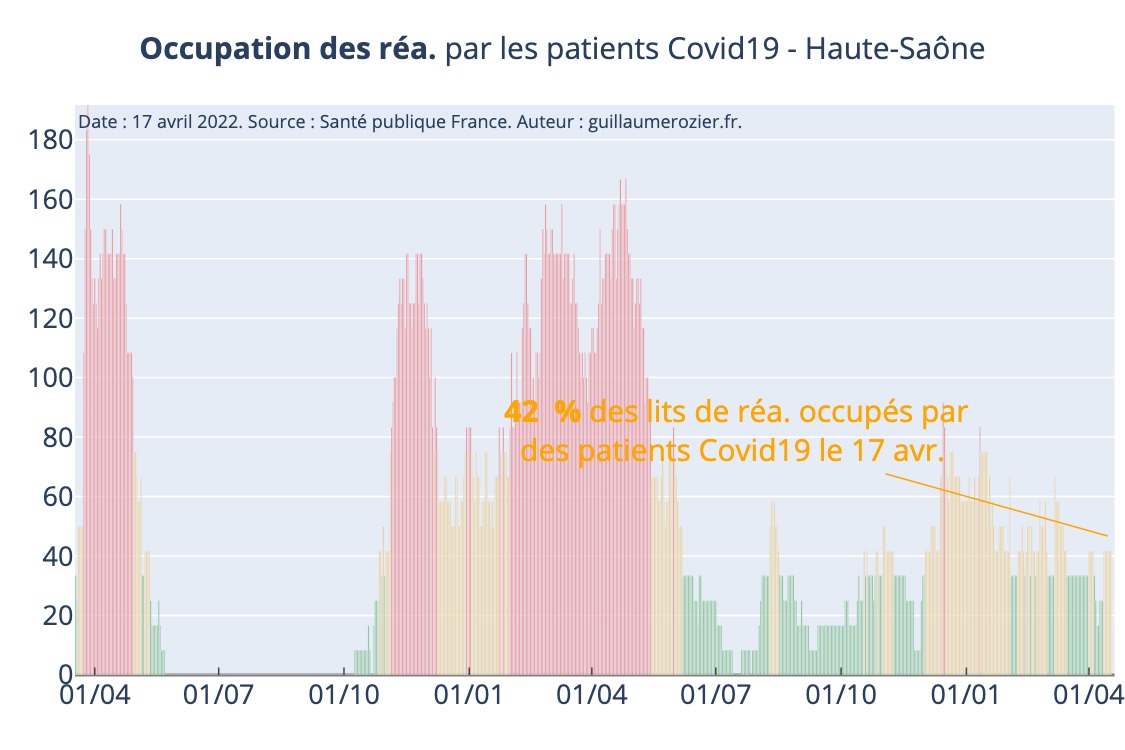 Occupation des réa. par les patients Covid19 - Haute-Saône
Date : 17 avril 2022. Source : Santé publique France. Auteur : guillaumerozier.fr.
180
160
140
120
100
80
60
40
20
0
42 % des lits de réa. occupés par
des patients Covid19 le 17 avr.
01/04 01/07 01/10 01/01 01/04 01/07 01/10 01/01 01/04